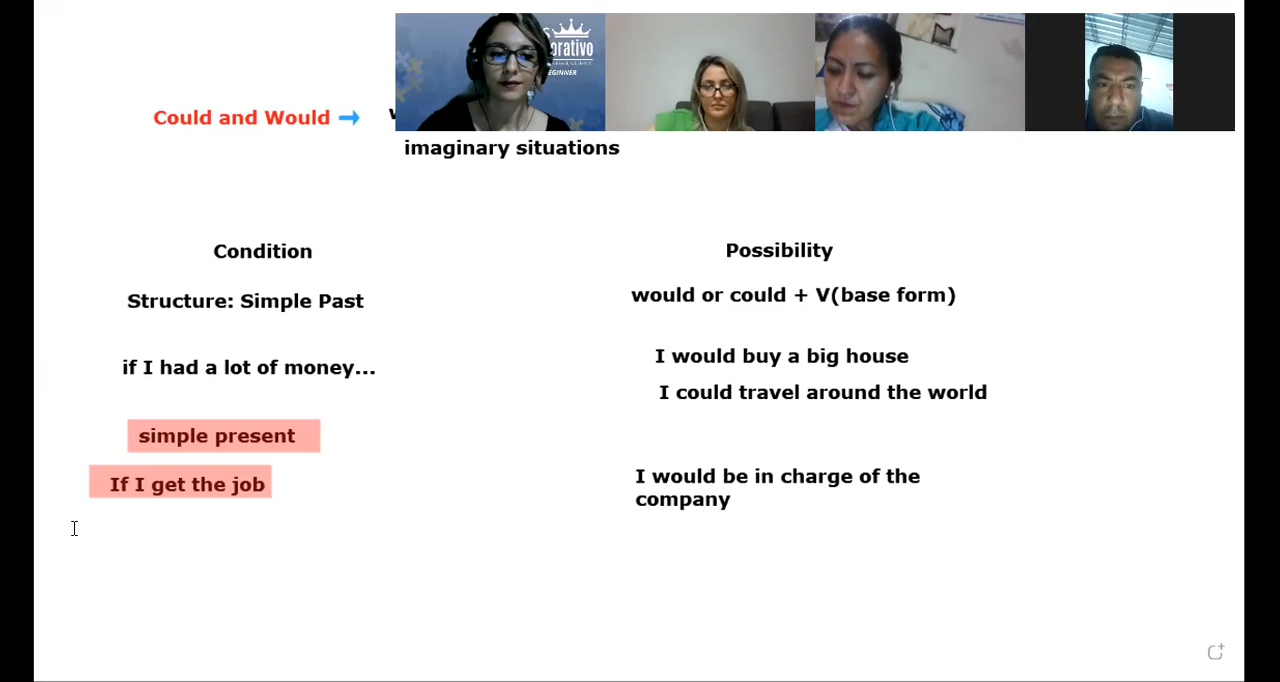 Could and Would
imaginary situations
Condition
Possibility
Structure: Simple Past
would or could + V(base form)
if I had a lot of money...
I would buy a big house
I could travel around the world
simple present
If I get the job
I would be in charge of the
company